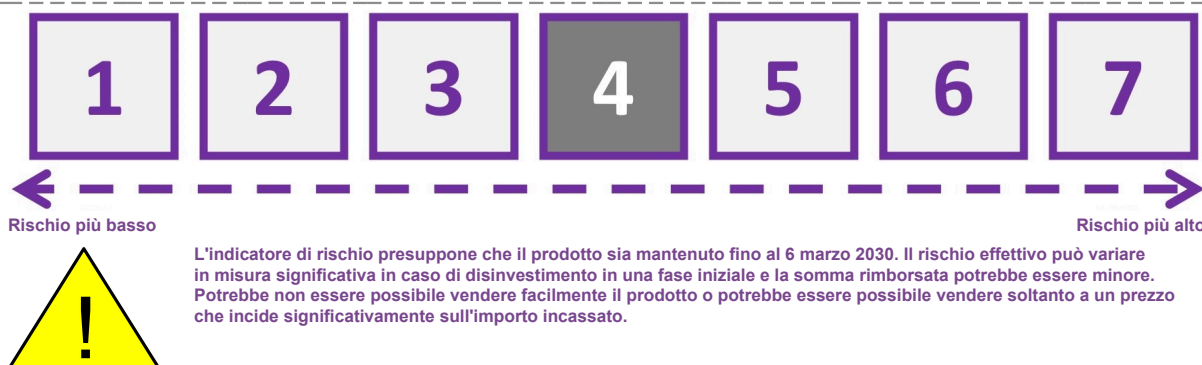 1 2 3 4 5 6 7
Rischio più basso Rischio più alto
L'indicatore di rischio presuppone che il prodotto sia mantenuto fino al 6 marzo 2030. Il rischio effettivo può variare
in misura significativa in caso di disinvestimento in una fase iniziale e la somma rimborsata potrebbe essere minore.
Potrebbe non essere possibile vendere facilmente il prodotto o potrebbe essere possibile vendere soltanto a un prezzo
che incide significativamente sull'importo incassato.
!